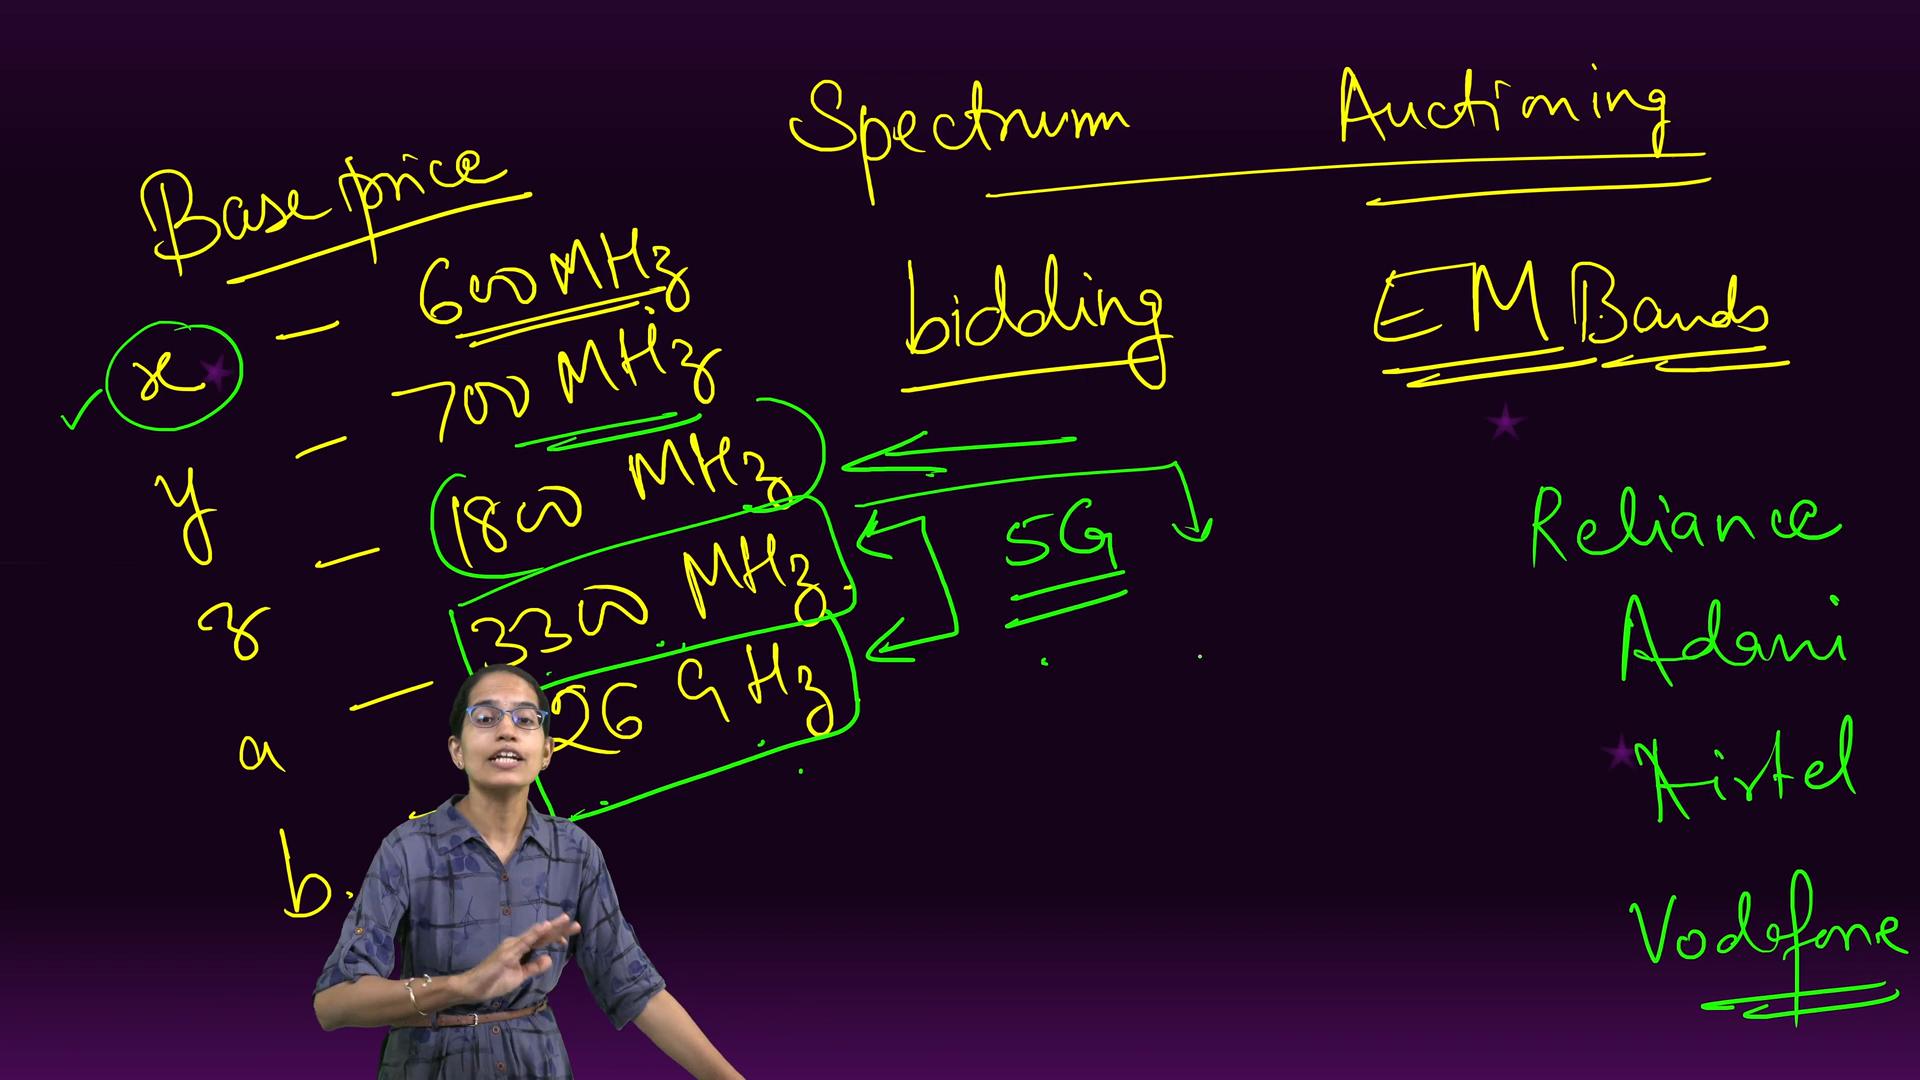 Spectrum Auctioning
Base price
bidding
EM Bands
x – 600 MHz
y – 700 MHz
z – 1800 MHz
a – 3300 MHz
b. 26 GHz
5G
Reliance
Adani
Airtel
Vodafone